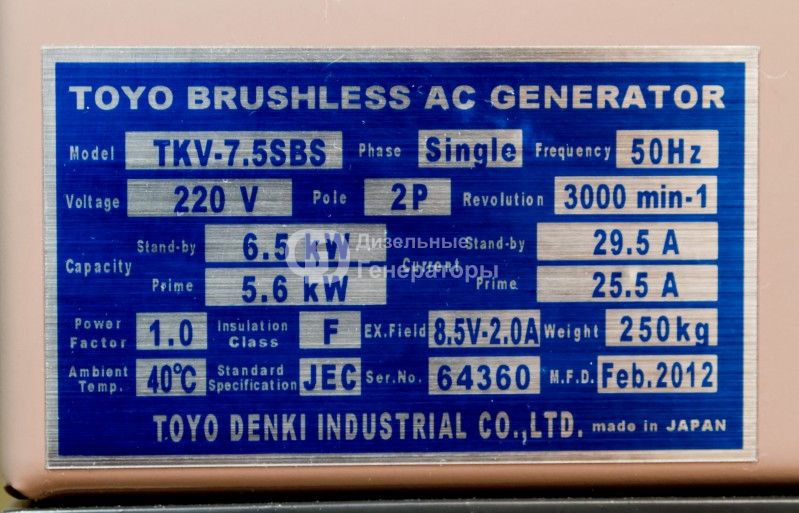 TOYO BRUSHLESS AC GENERATOR
Model TKV-7.5SBS Phase Single Frequency 50Hz
Voltage 220 V Pole 2P Revolution 3000 min-1
Capacity Stand-by 6.5 kW Current Stand-by 29.5 A
Prime 5.6 kW Prime 25.5 A
Дизельные
Генераторы
Power Factor 1.0 Insulation Class F EX.Field 8.5V-2.0A Weight 250kg
Ambient Temp. 40℃ Standard Specification JEC Ser.No. 64360 M.F.D. Feb.2012
TOYO DENKI INDUSTRIAL CO.,LTD. made in JAPAN